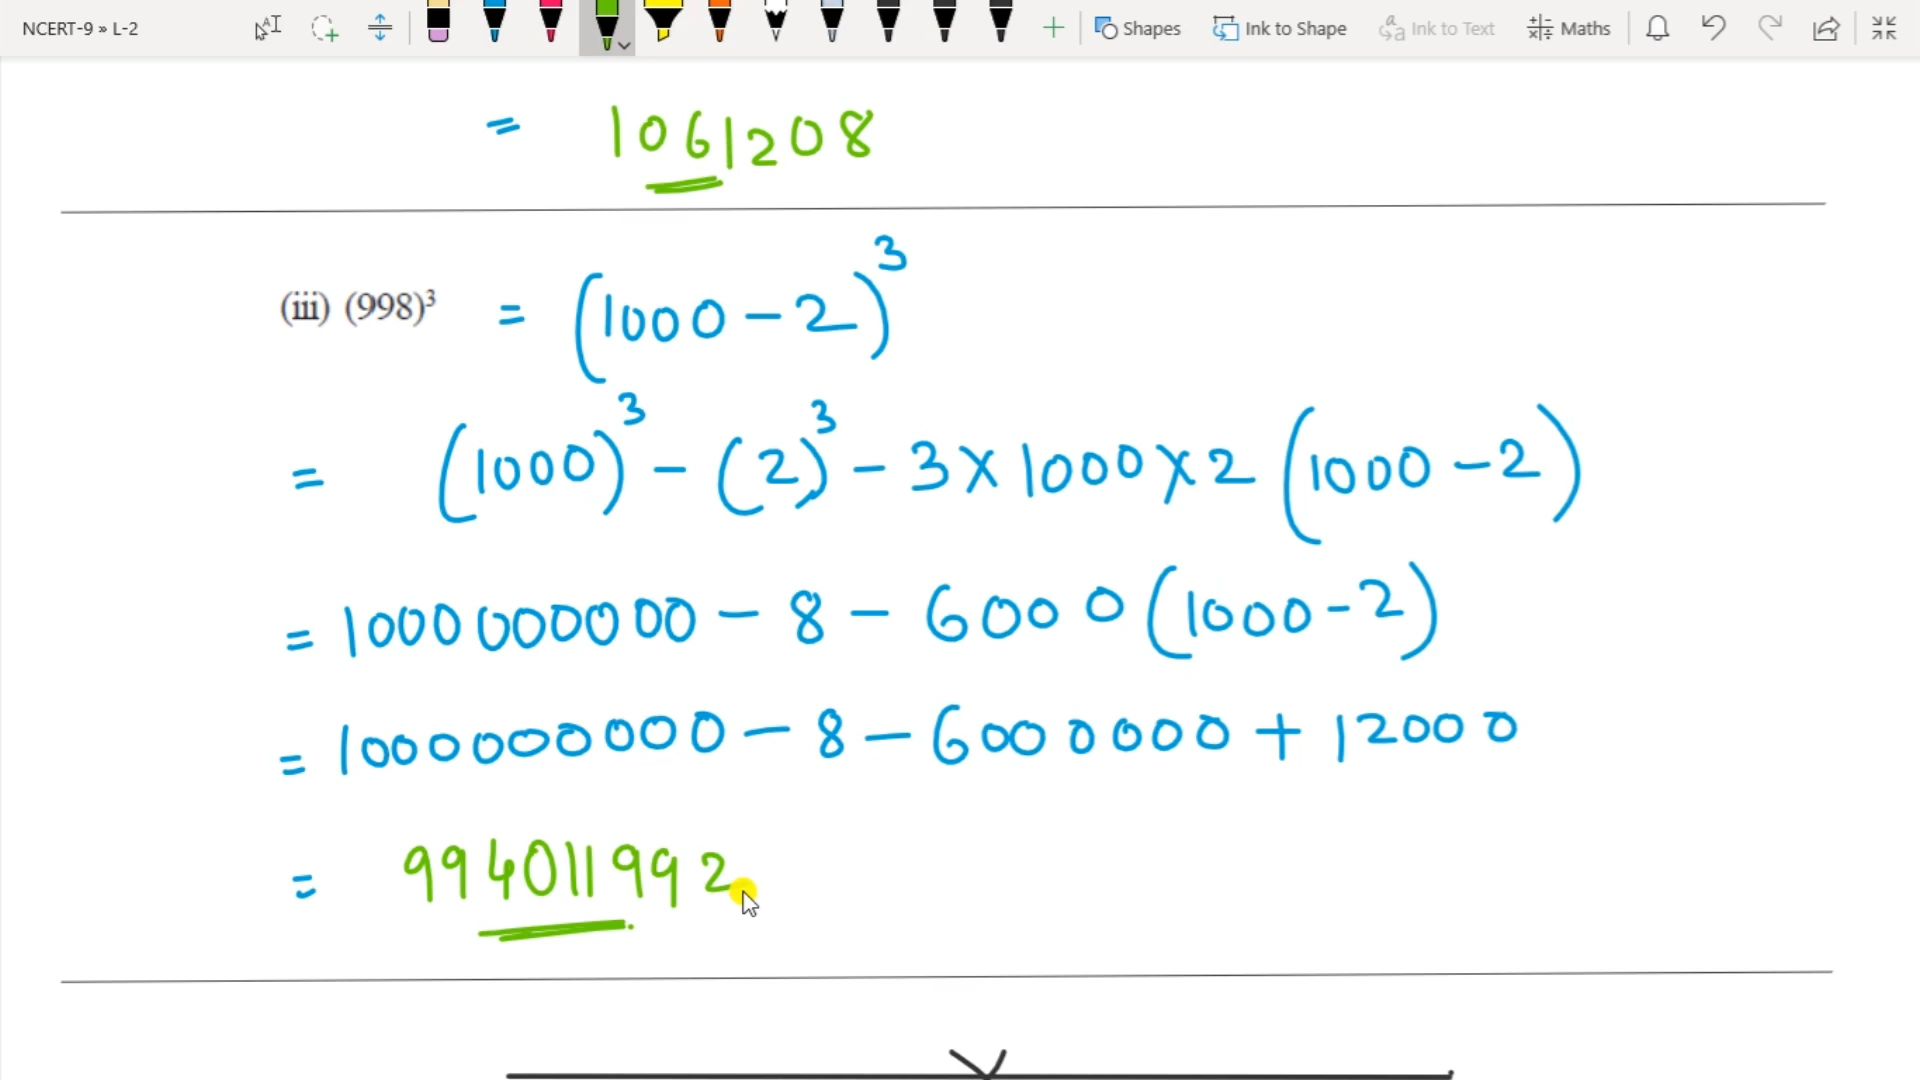 NCERT-9 » L-2 Shapes Ink to Shape Ink to Text Maths
= 1061208
(iii) (998)³ = (1000 - 2)³
= (1000)³ - (2)³ - 3 × 1000 × 2 (1000 - 2)
= 1000000000 - 8 - 6000 (1000 - 2)
= 1000000000 - 8 - 6000000 + 12000
= 994011992